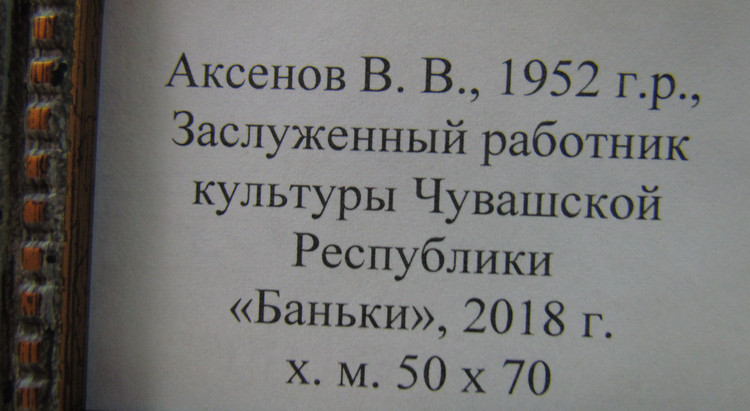 Аксенов В. В., 1952 г.р.,
Заслуженный работник
культуры Чувашской
Республики
«Баньки», 2018 г.
х. м. 50 х 70